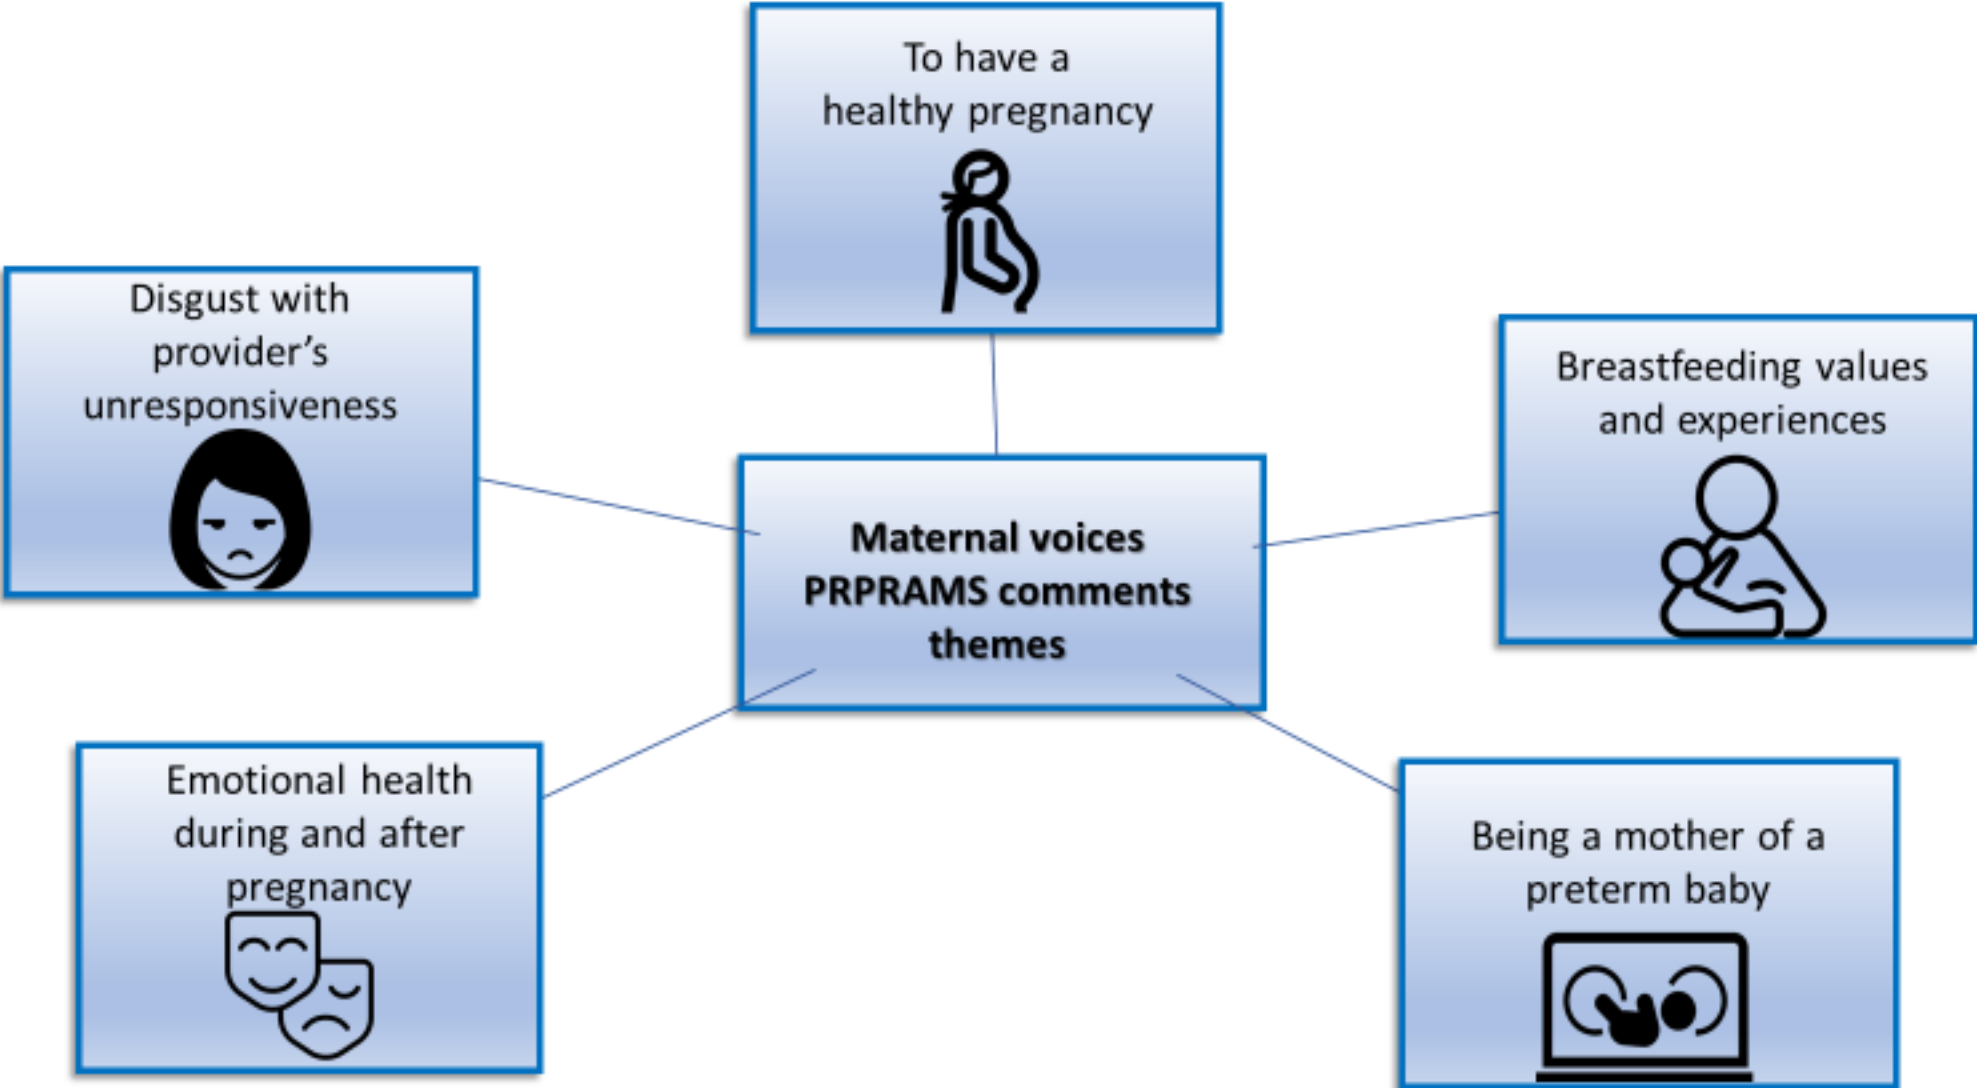 To have a
healthy pregnancy
Disgust with
provider’s
unresponsiveness
Breastfeeding values
and experiences
Maternal voices
PRPRAMS comments
themes
Emotional health
during and after
pregnancy
Being a mother of a
preterm baby